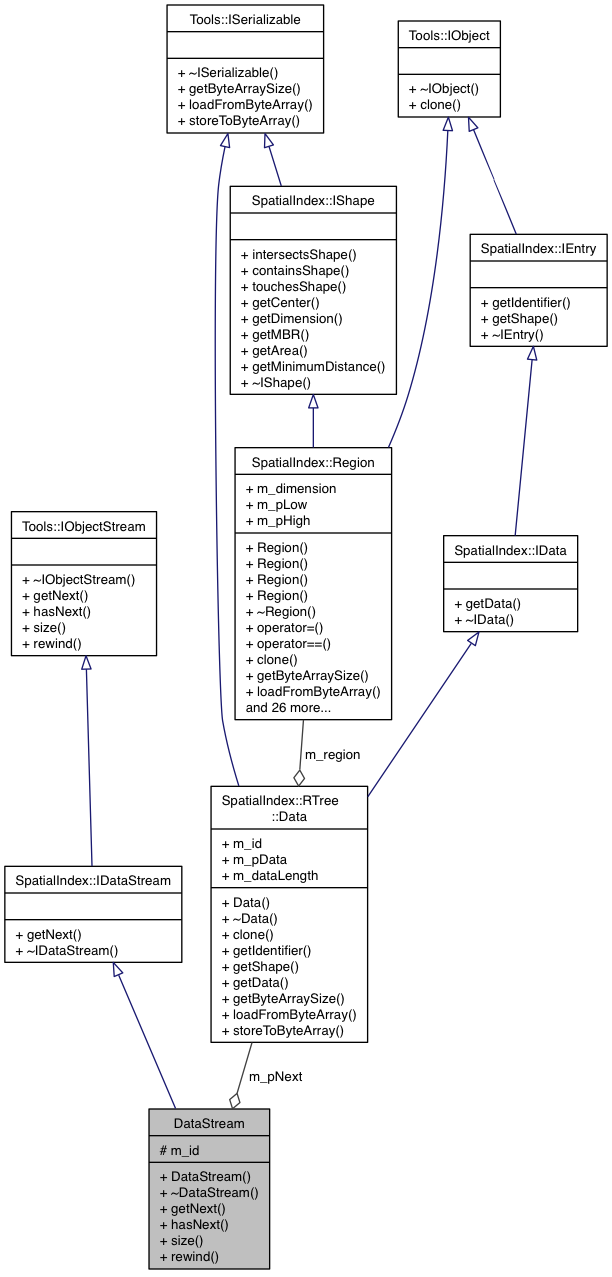 Tools::ISerializable
+ ~ISerializable()
+ getByteArraySize()
+ loadFromByteArray()
+ storeToByteArray()
Tools::IObject
+ ~IObject()
+ clone()
SpatialIndex::IShape
+ intersectsShape()
+ containsShape()
+ touchesShape()
+ getCenter()
+ getDimension()
+ getMBR()
+ getArea()
+ getMinimumDistance()
+ ~IShape()
SpatialIndex::IEntry
+ getIdentifier()
+ getShape()
+ ~IEntry()
SpatialIndex::Region
+ m_dimension
+ m_pLow
+ m_pHigh
+ Region()
+ Region()
+ Region()
+ Region()
+ ~Region()
+ operator=()
+ operator==()
+ clone()
+ getByteArraySize()
+ loadFromByteArray()
and 26 more...
Tools::IObjectStream
+ ~IObjectStream()
+ getNext()
+ hasNext()
+ size()
+ rewind()
SpatialIndex::IData
+ getData()
+ ~IData()
m_region
SpatialIndex::RTree
::Data
+ m_id
+ m_pData
+ m_dataLength
+ Data()
+ ~Data()
+ clone()
+ getIdentifier()
+ getShape()
+ getData()
+ getByteArraySize()
+ loadFromByteArray()
+ storeToByteArray()
SpatialIndex::IDataStream
+ getNext()
+ ~IDataStream()
m_pNext
DataStream
# m_id
+ DataStream()
+ ~DataStream()
+ getNext()
+ hasNext()
+ size()
+ rewind()